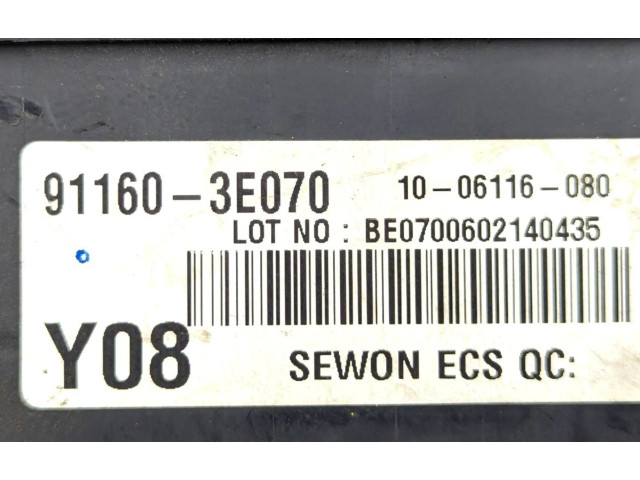 91160-3E070 10-06116-080
LOT NO : BE0700602140435
Y08 SEWON ECS QC: